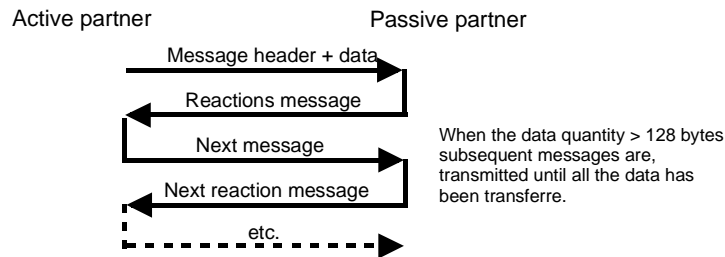 Active partner
Passive partner
Message header + data
Reactions message
Next message
Next reaction message
etc.
When the data quantity > 128 bytes
subsequent messages are,
transmitted until all the data has
been transferre.